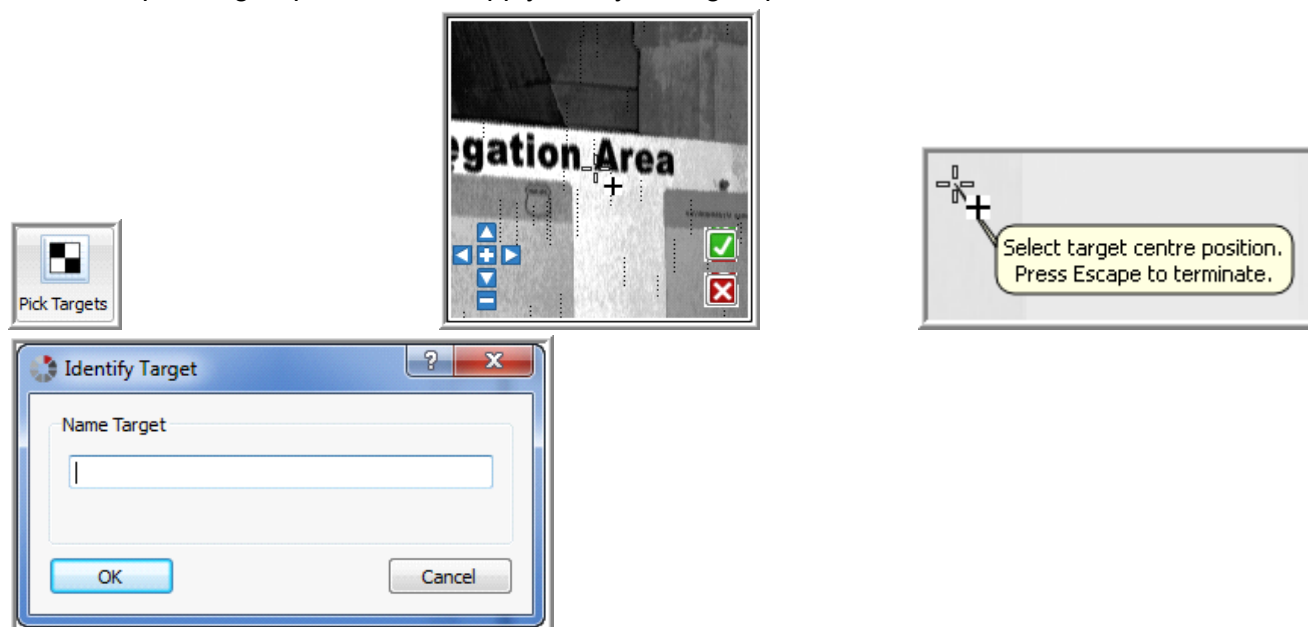 egation Area
Select target centre position.
Press Escape to terminate.
Pick Targets
Identify Target
Name Target
OK
Cancel